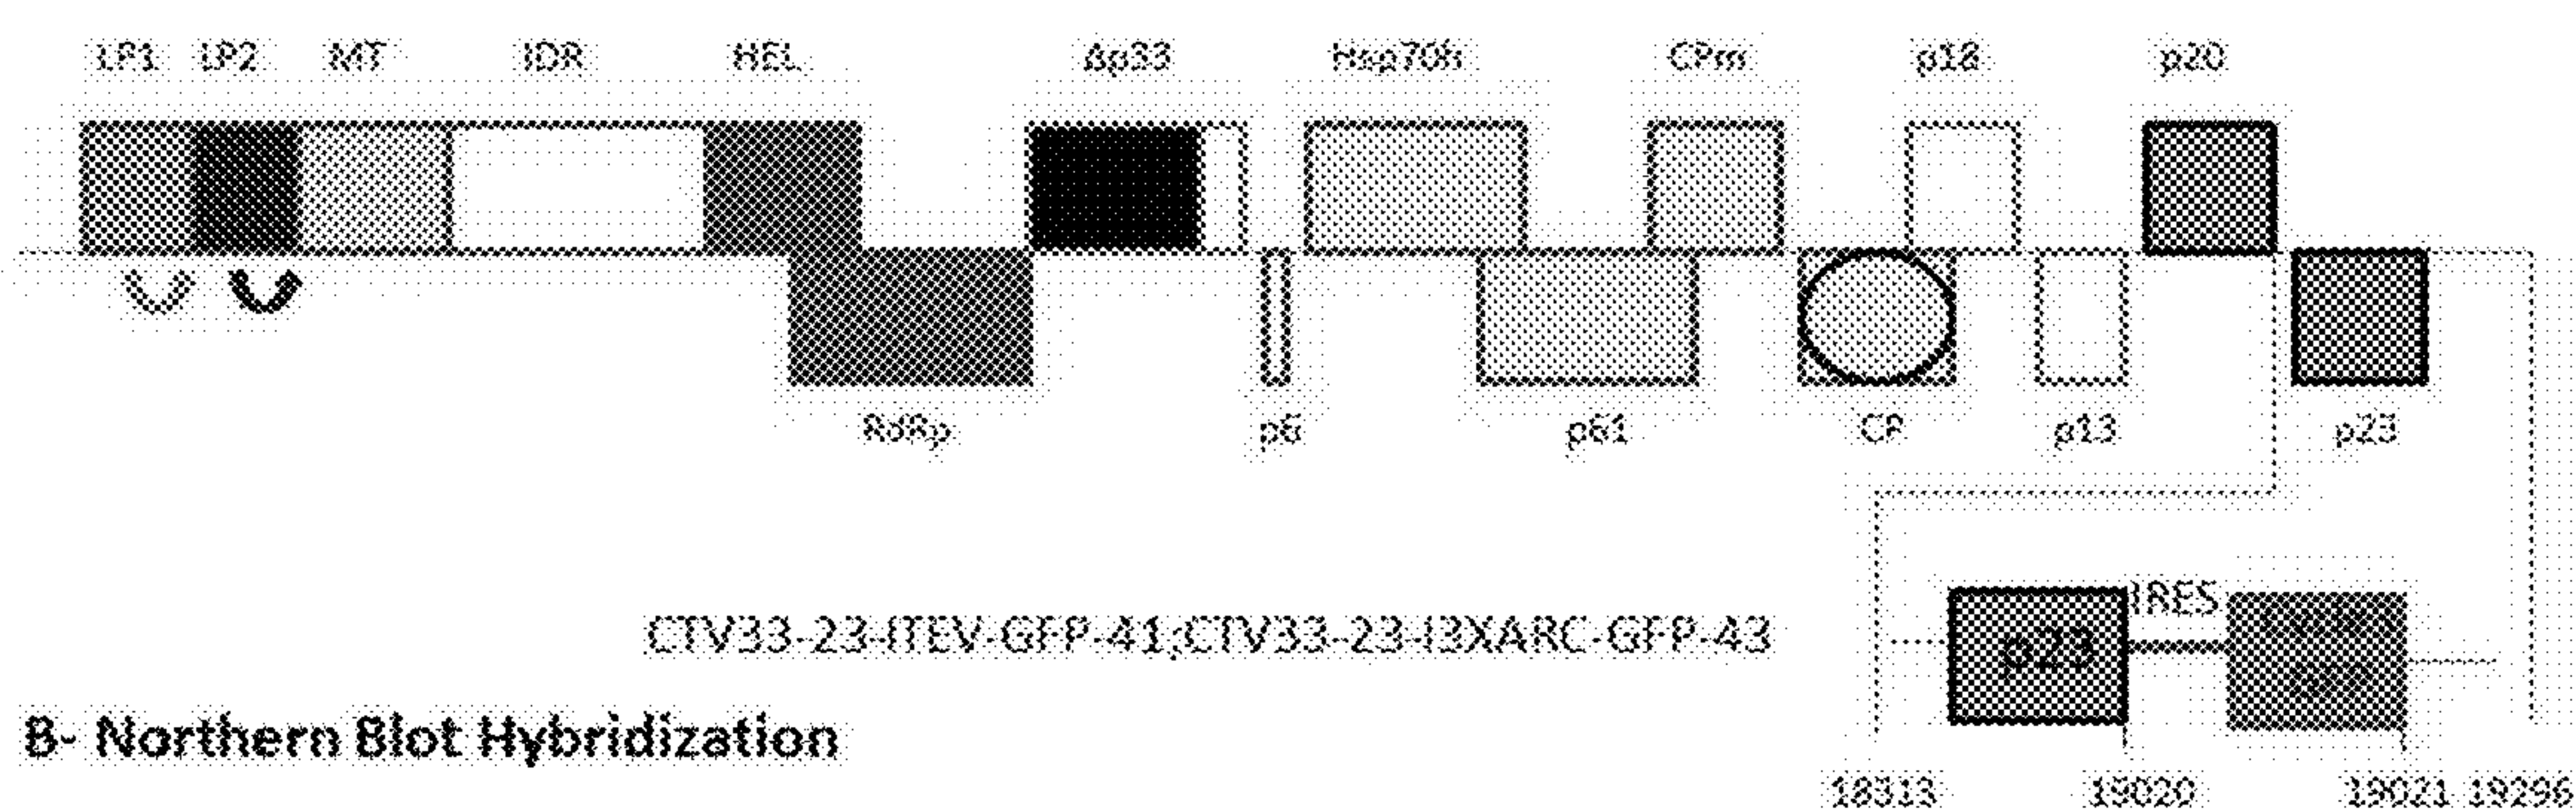 LP1 LP2 MT IDR HEL Δp33 Hsp70h CPm p18 p20
RdRp p6 p61 CP p13 p23
IRES
p23
CTV33-23-ITEV-GFP-41;CTV33-23-I3XARC-GFP-43
B- Northern Blot Hybridization
18313 19020 19021 19296